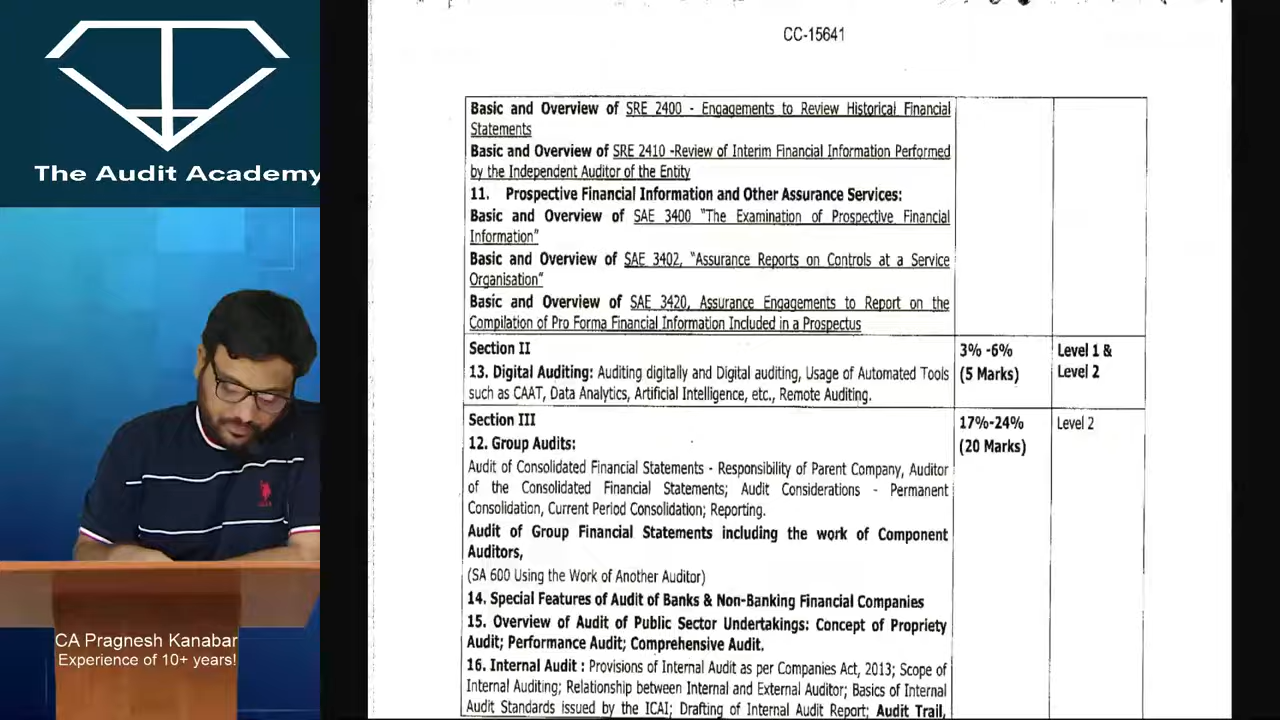 The Audit Academy
CA Pragnesh Kanabar
Experience of 10+ years!
CC-15641
Basic and Overview of SRE 2400 - Engagements to Review Historical Financial
Statements
Basic and Overview of SRE 2410 -Review of Interim Financial Information Performed
by the Independent Auditor of the Entity
11. Prospective Financial Information and Other Assurance Services:
Basic and Overview of SAE 3400 "The Examination of Prospective Financial
Information"
Basic and Overview of SAE 3402, "Assurance Reports on Controls at a Service
Organisation"
Basic and Overview of SAE 3420, Assurance Engagements to Report on the
Compilation of Pro Forma Financial Information Included in a Prospectus
Section II
13. Digital Auditing: Auditing digitally and Digital auditing, Usage of Automated Tools
such as CAAT, Data Analytics, Artificial Intelligence, etc., Remote Auditing.
3% -6%
(5 Marks)
Level 1 &
Level 2
Section III
12. Group Audits:
Audit of Consolidated Financial Statements - Responsibility of Parent Company, Auditor
of the Consolidated Financial Statements; Audit Considerations - Permanent
Consolidation, Current Period Consolidation; Reporting.
Audit of Group Financial Statements including the work of Component
Auditors,
(SA 600 Using the Work of Another Auditor)
14. Special Features of Audit of Banks & Non-Banking Financial Companies
15. Overview of Audit of Public Sector Undertakings: Concept of Propriety
Audit; Performance Audit; Comprehensive Audit.
16. Internal Audit : Provisions of Internal Audit as per Companies Act, 2013; Scope of
Internal Auditing; Relationship between Internal and External Auditor; Basics of Internal
Audit Standards issued by the ICAI; Drafting of Internal Audit Report; Audit Trail,
17%-24%
(20 Marks)
Level 2